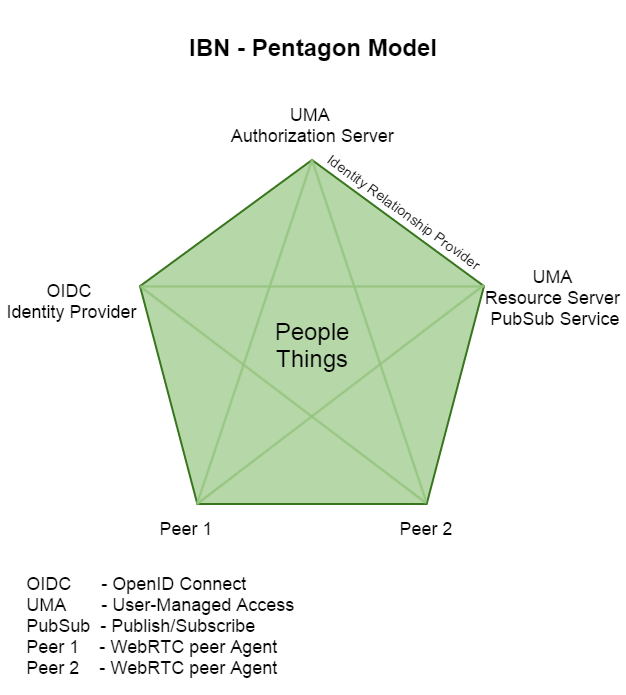 IBN - Pentagon Model
UMA
Authorization Server
Identity Relationship Provider
OIDC
Identity Provider
UMA
Resource Server
PubSub Service
People
Things
Peer 1
Peer 2
OIDC - OpenID Connect
UMA - User-Managed Access
PubSub - Publish/Subscribe
Peer 1 - WebRTC peer Agent
Peer 2 - WebRTC peer Agent